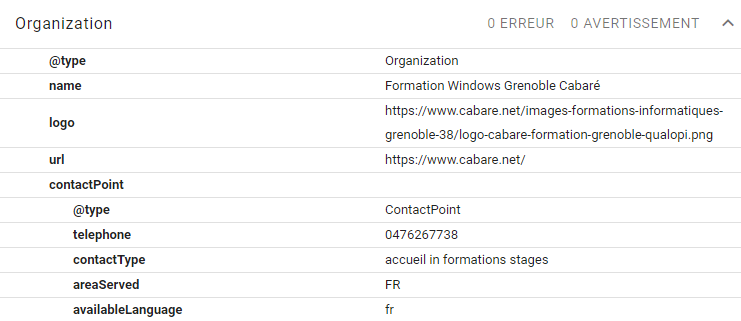 Organization 0 ERREUR 0 AVERTISSEMENT
@type Organization
name Formation Windows Grenoble Cabaré
logo https://www.cabare.net/images-formations-informatiques-
grenoble-38/logo-cabare-formation-grenoble-qualopi.png
url https://www.cabare.net/
contactPoint
@type ContactPoint
telephone 0476267738
contactType accueil in formations stages
areaServed FR
availableLanguage fr